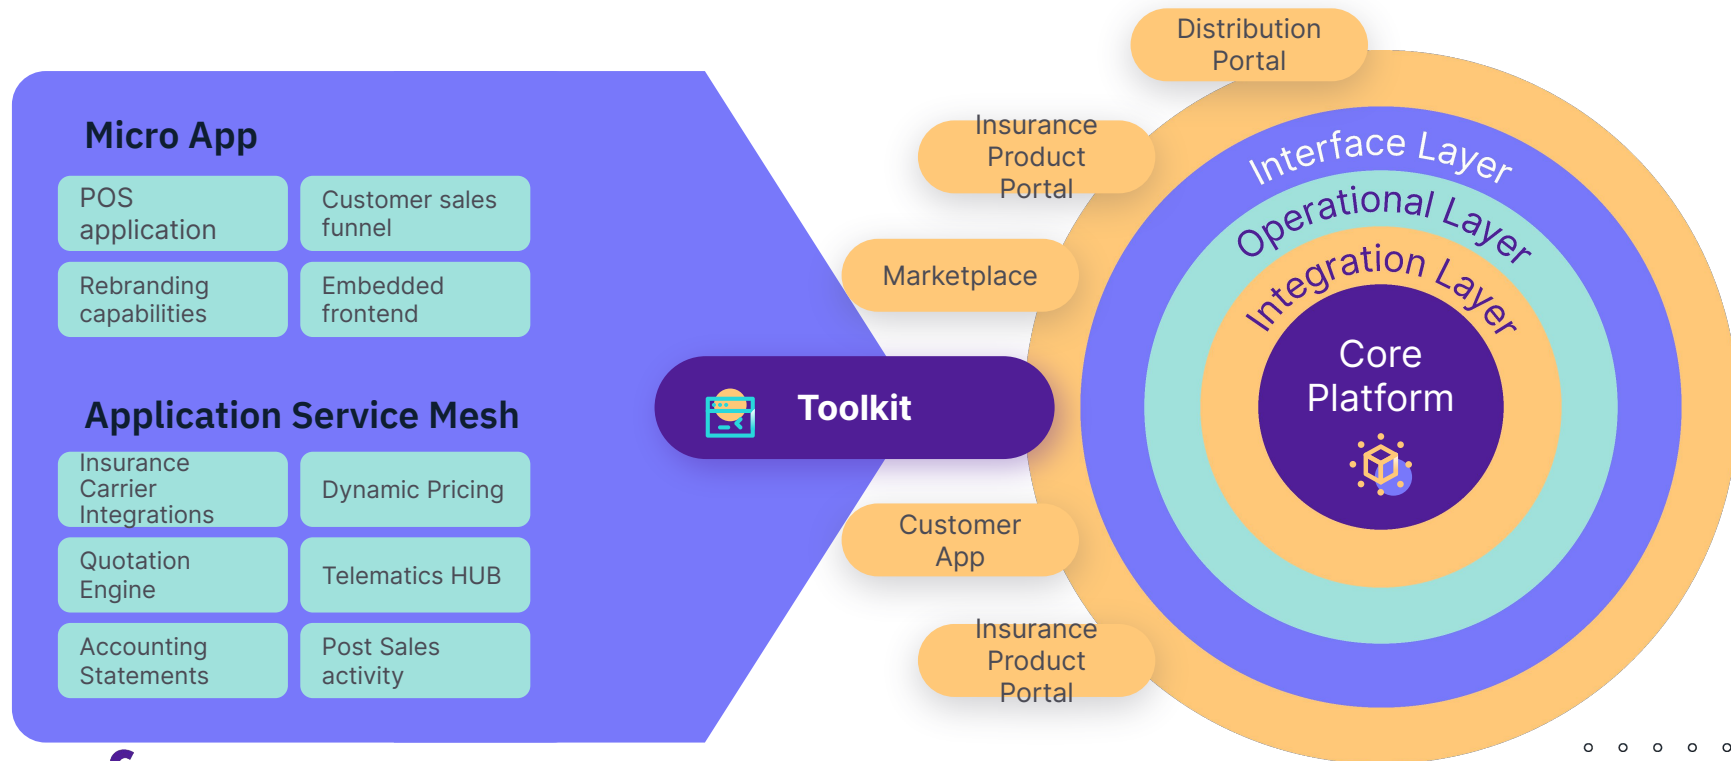 Micro App
POS
application
Customer sales
funnel
Rebranding
capabilities
Embedded
frontend
Application Service Mesh
Insurance
Carrier
Integrations
Dynamic Pricing
Quotation
Engine
Telematics HUB
Accounting
Statements
Post Sales
activity
Toolkit
Distribution
Portal
Insurance
Product
Portal
Marketplace
Customer
App
Insurance
Product
Portal
Interface Layer
Operational Layer
Integration Layer
Core
Platform